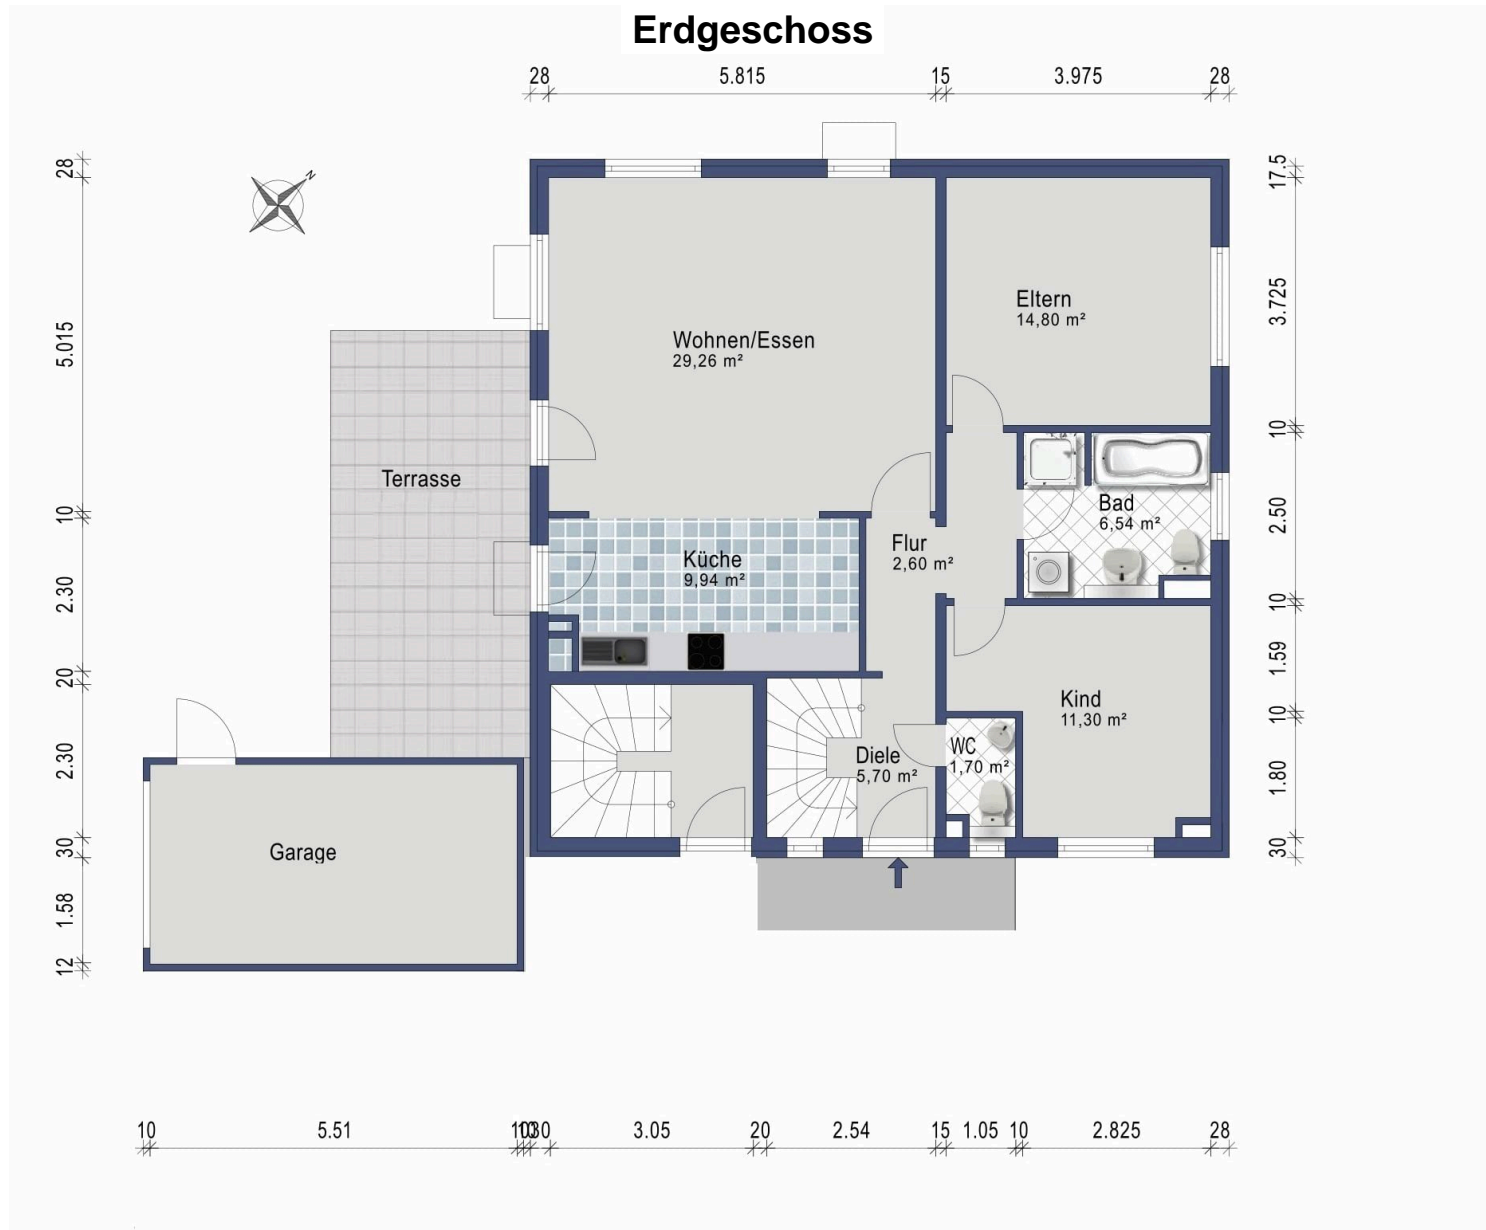 Erdgeschoss
28 5.815 15 3.975 28
28
5.015
10
2.30
20
2.30
30
1.58
12
N
17.5
3.725
10
2.50
10
1.59
10
1.80
30
Wohnen/Essen
29,26 m²
Eltern
14,80 m²
Terrasse
Bad
6,54 m²
Flur
2,60 m²
Küche
9,94 m²
Kind
11,30 m²
WC
1,70 m²
Diele
5,70 m²
Garage
10 5.51 10 30 3.05 20 2.54 15 1.05 10 2.825 28